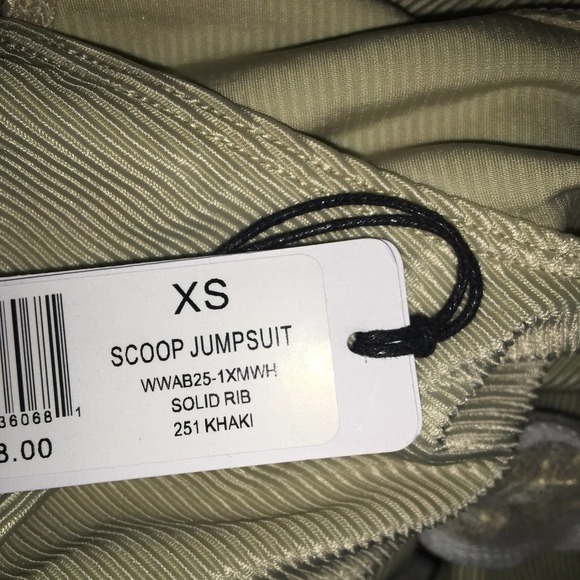 XS
SCOOP JUMPSUIT
WWAB25-1XMWH
SOLID RIB
251 KHAKI
36068 1
8.00